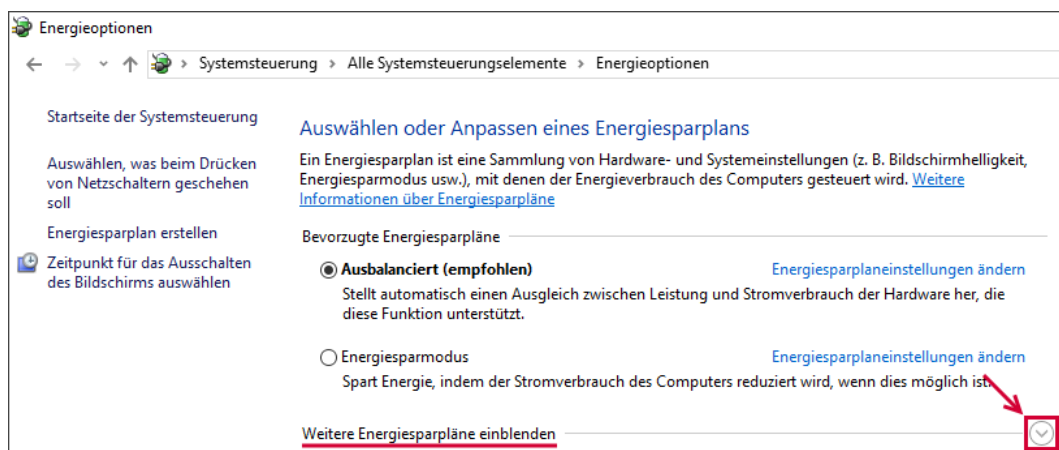 Energieoptionen
Systemsteuerung > Alle Systemsteuerungselemente > Energieoptionen
Startseite der Systemsteuerung
Auswählen, was beim Drücken
von Netzschaltern geschehen
soll
Energiesparplan erstellen
Zeitpunkt für das Ausschalten
des Bildschirms auswählen
Auswählen oder Anpassen eines Energiesparplans
Ein Energiesparplan ist eine Sammlung von Hardware- und Systemeinstellungen (z. B. Bildschirmhelligkeit,
Energiesparmodus usw.), mit denen der Energieverbrauch des Computers gesteuert wird. Weitere
Informationen über Energiesparpläne
Bevorzugte Energiesparpläne
Ausbalanciert (empfohlen) Energiesparplaneinstellungen ändern
Stellt automatisch einen Ausgleich zwischen Leistung und Stromverbrauch der Hardware her, die
diese Funktion unterstützt.
Energiesparmodus Energiesparplaneinstellungen ändern
Spart Energie, indem der Stromverbrauch des Computers reduziert wird, wenn dies möglich ist.
Weitere Energiesparpläne einblenden